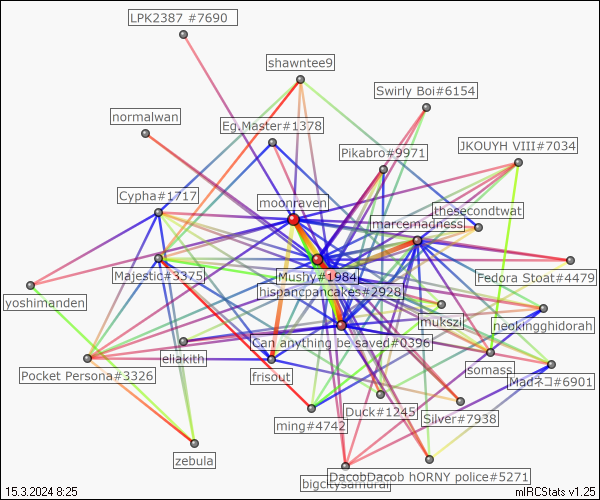 LPK2387 #7690
shawntee9
Swirly Boi#6154
normalwan
Eg.Master#1378
Pikabro#9971
JKOUYH VIII#7034
Cypha#1717
moonraven
thesecondtwat
marcemadness
Majestic#3375
Mushy.#1984
Fedora Stoat#4479
hispancpancakes#2928
yoshimanden
mukszii
neokingghidorah
Can anything be saved#0396
eliakith
somass
Pocket Persona#3326
frisout
Madネコ#6901
Duck#1245
Silver#7938
ming#4742
zebula
DacobDacob hORNY police#5271
bigcitysamurai
15.3.2024 8:25
mIRCStats v1.25